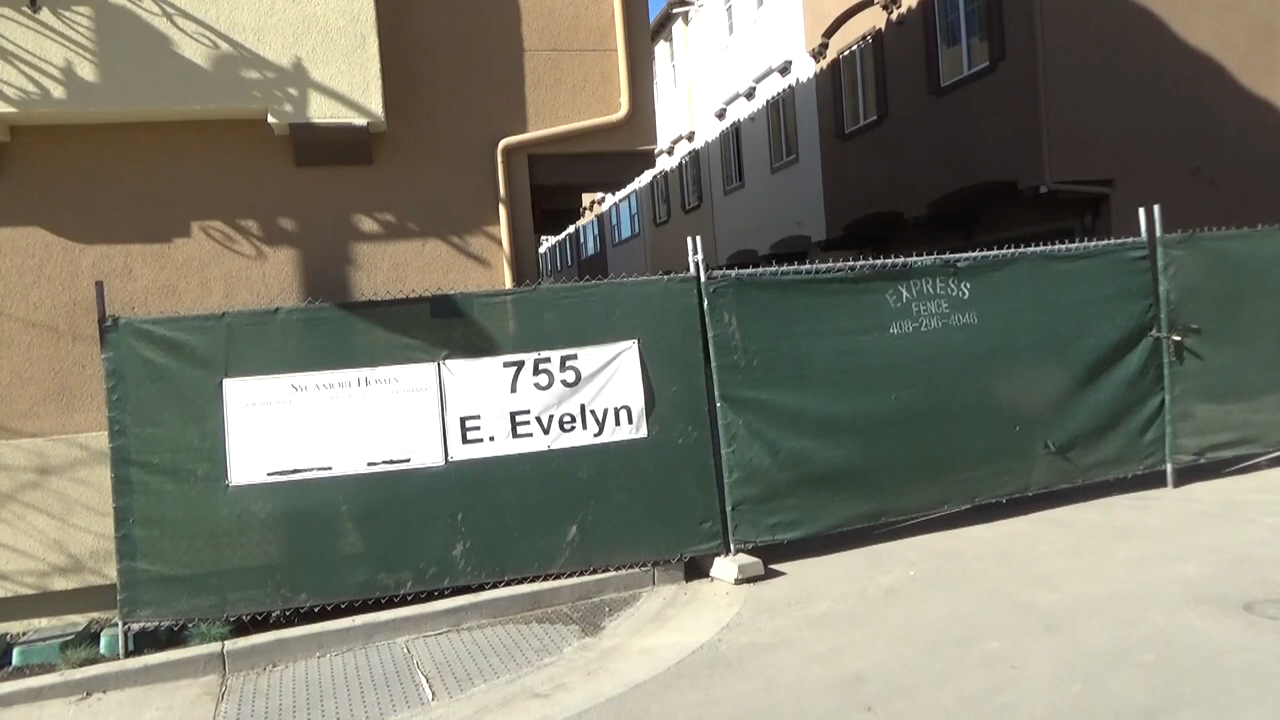 SYCAMORE HOMES
755
E. Evelyn
EXPRESS
FENCE
408-296-4046